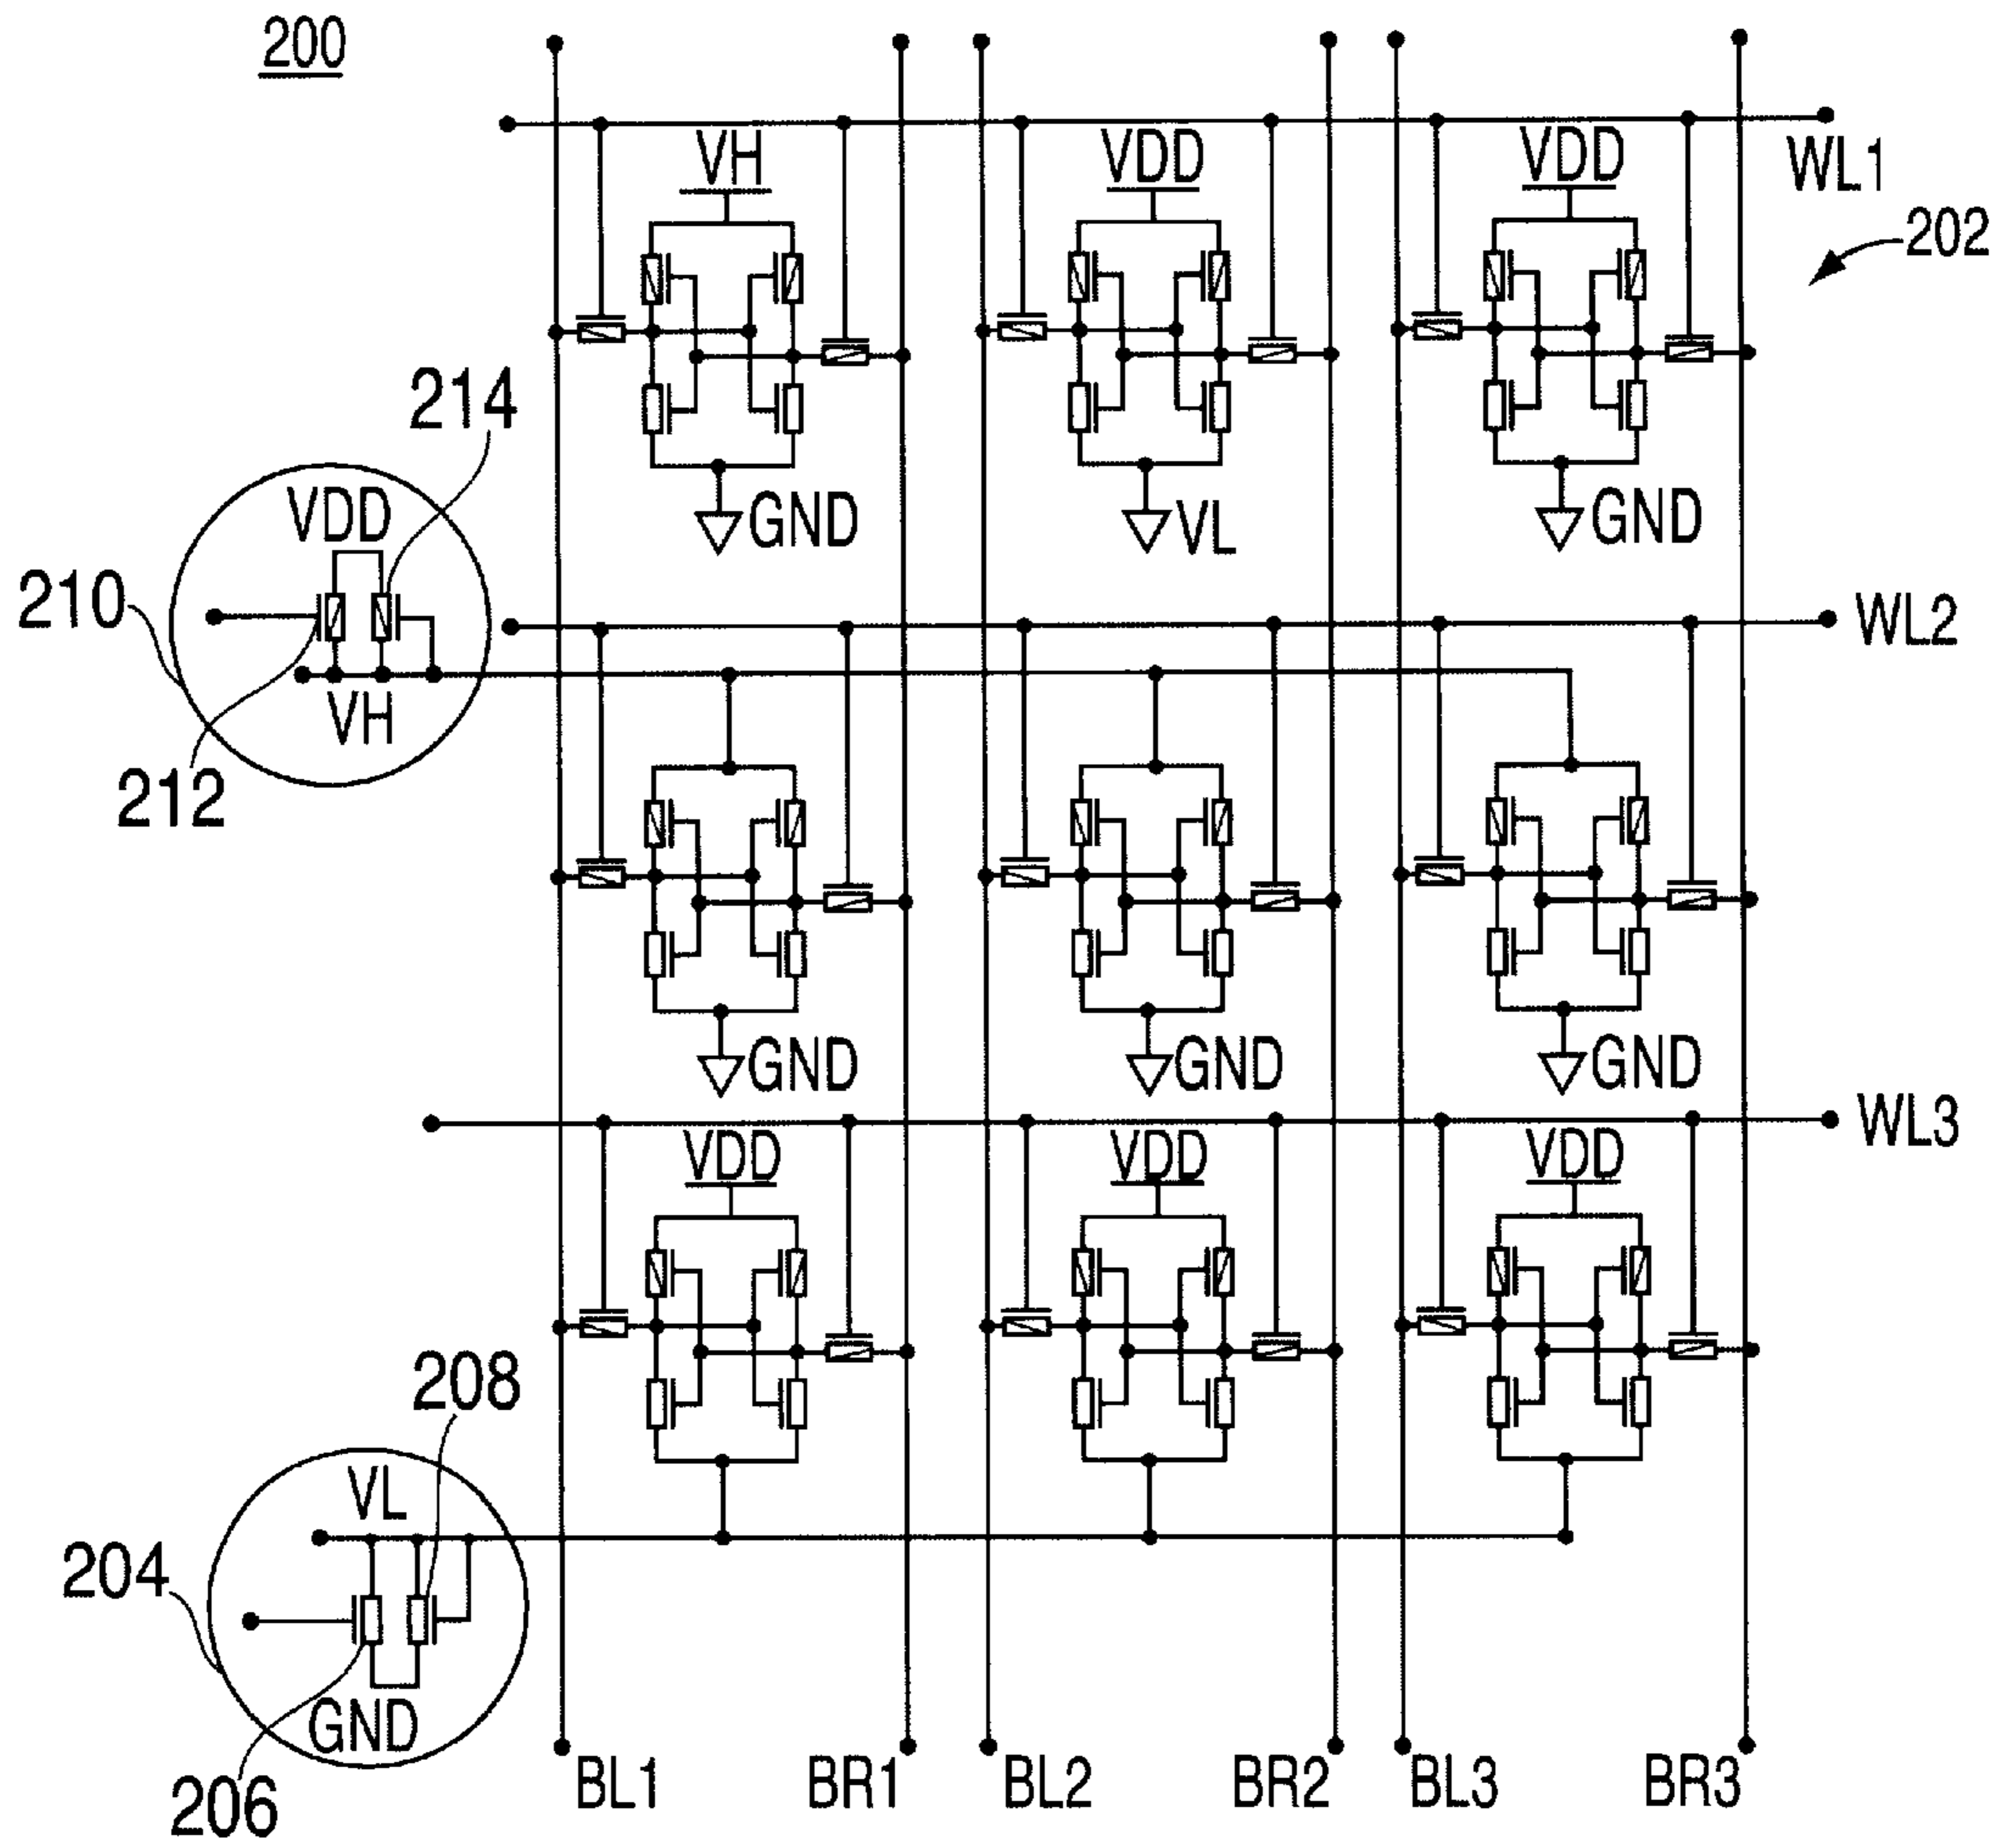 200
VH
VDD
VDD
WL1
202
214
GND
VL
GND
VDD
210
WL2
VH
212
GND
GND
GND
WL3
VDD
VDD
VDD
208
VL
204
GND
206
BL1
BR1
BL2
BR2
BL3
BR3